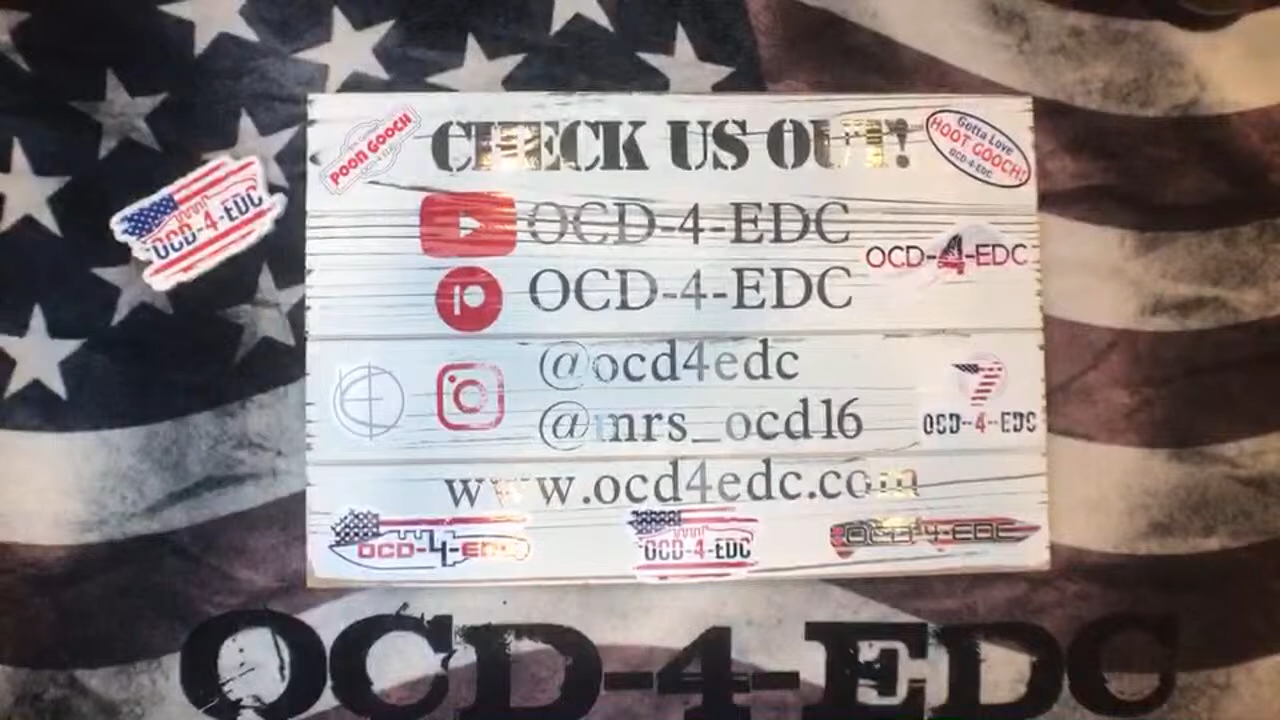 POON GOOCH
CHECK US OUT!
Gotta Love
HOOT GOOCH!
OCD-4-EDC
OCD-4-EDC
OCD-4-EDC
OCD-4-EDC
OCD-4-EDC
@ocd4edc
@mrs_ocd16
OCD-4-EDC
www.ocd4edc.com
OCD-4-EDC
OCD-4-EDC
OCD-4-EDC
OCD-4-EDC